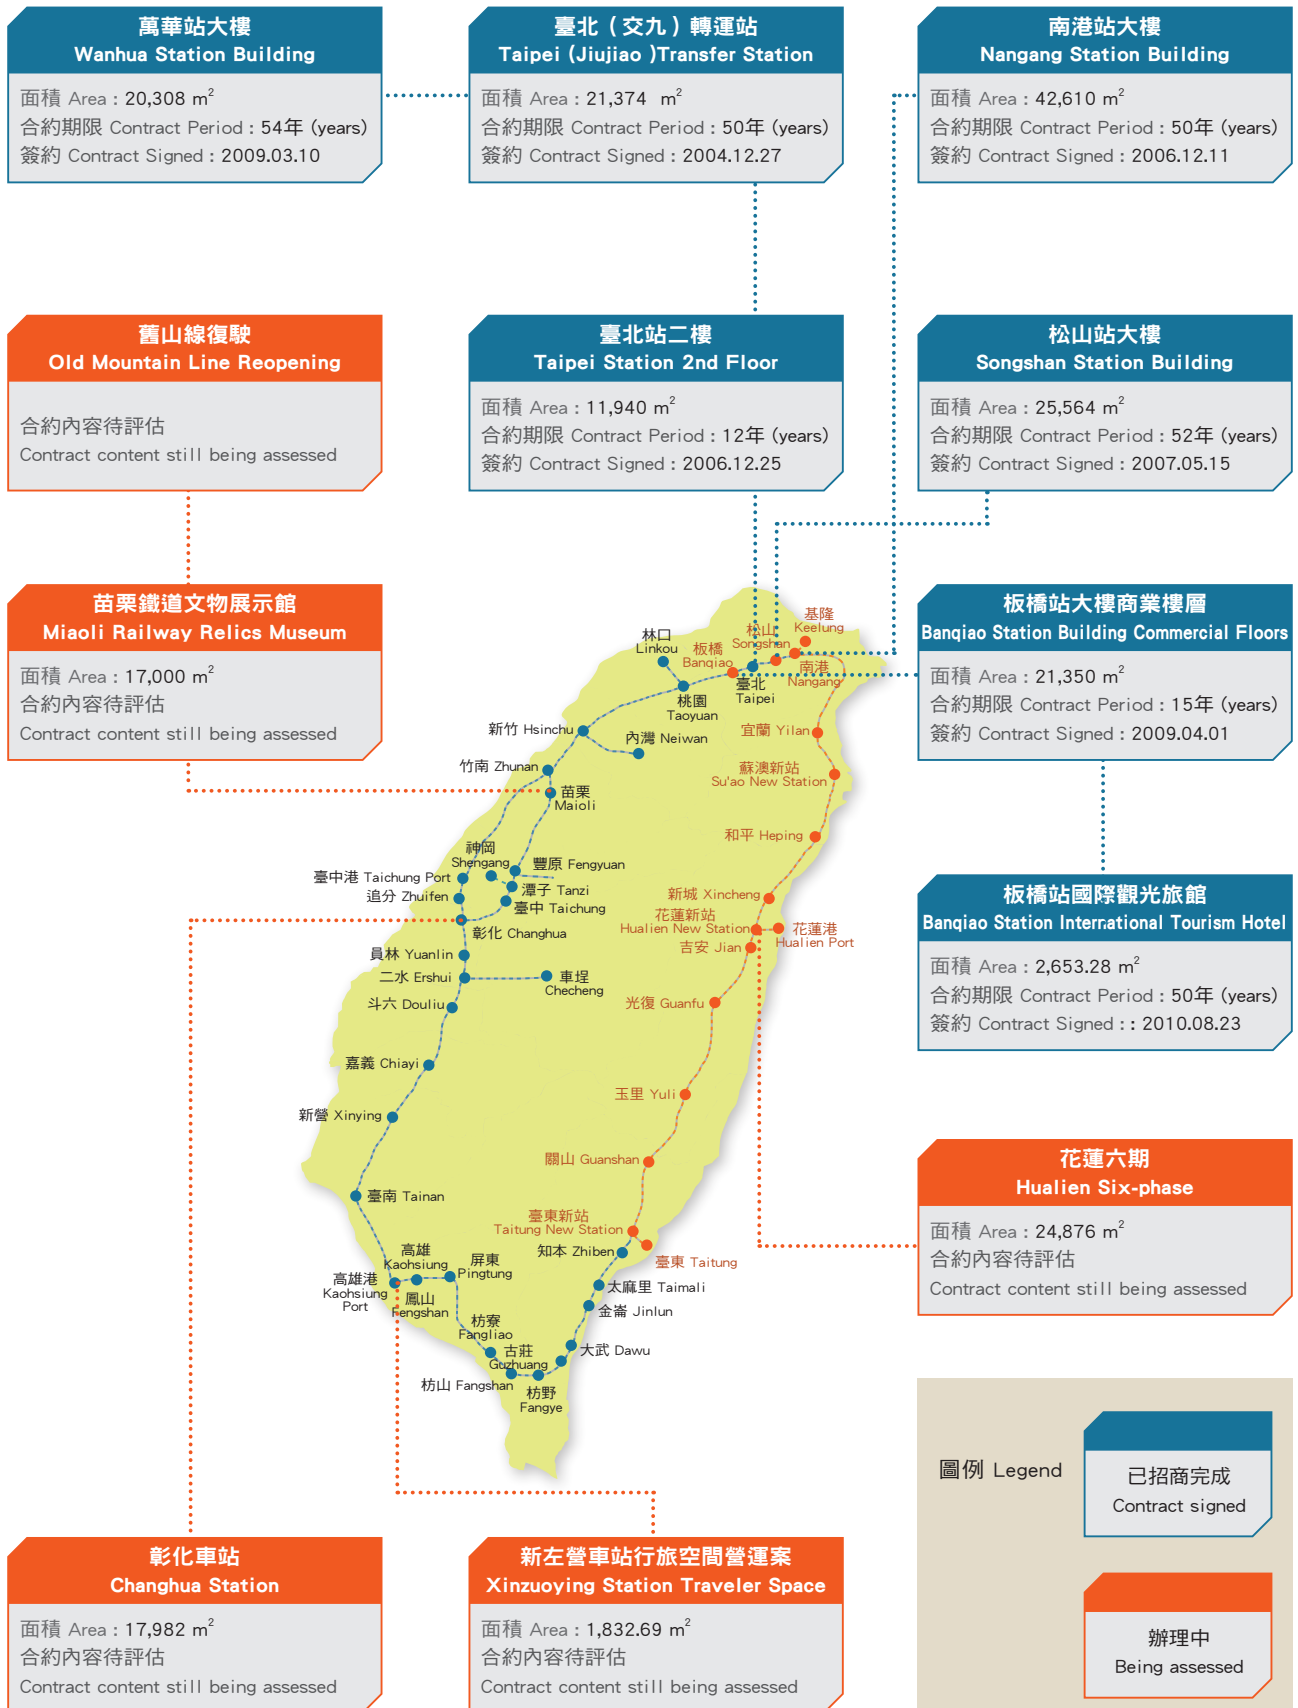 萬華站大樓
Wanhua Station Building
面積 Area : 20,308 m²
合約期限 Contract Period : 54年 (years)
簽約 Contract Signed : 2009.03.10
臺北（交九）轉運站
Taipei (Jiujiao )Transfer Station
面積 Area : 21,374 m²
合約期限 Contract Period : 50年 (years)
簽約 Contract Signed : 2004.12.27
南港站大樓
Nangang Station Building
面積 Area : 42,610 m²
合約期限 Contract Period : 50年 (years)
簽約 Contract Signed : 2006.12.11
舊山線復駛
Old Mountain Line Reopening
合約內容待評估
Contract content still being assessed
臺北站二樓
Taipei Station 2nd Floor
面積 Area : 11,940 m²
合約期限 Contract Period : 12年 (years)
簽約 Contract Signed : 2006.12.25
松山站大樓
Songshan Station Building
面積 Area : 25,564 m²
合約期限 Contract Period : 52年 (years)
簽約 Contract Signed : 2007.05.15
苗栗鐵道文物展示館
Miaoli Railway Relics Museum
面積 Area : 17,000 m²
合約內容待評估
Contract content still being assessed
板橋站大樓商業樓層
Banqiao Station Building Commercial Floors
面積 Area : 21,350 m²
合約期限 Contract Period : 15年 (years)
簽約 Contract Signed : 2009.04.01
板橋站國際觀光旅館
Banqiao Station International Tourism Hotel
面積 Area : 2,653.28 m²
合約期限 Contract Period : 50年 (years)
簽約 Contract Signed : : 2010.08.23
基隆
Keelung
松山
Songshan
林口
Linkou
板橋
Banqiao
南港
Nangang
臺北
Taipei
桃園
Taoyuan
新竹 Hsinchu
內灣 Neiwan
宜蘭 Yilan
竹南 Zhunan
蘇澳新站
Su'ao New Station
苗栗
Maioli
和平 Heping
神岡
Shengang
豐原 Fengyuan
臺中港 Taichung Port
潭子 Tanzi
追分 Zhuifen
臺中 Taichung
新城 Xincheng
花蓮新站
Hualien New Station
花蓮港
Hualien Port
彰化 Changhua
吉安 Jian
員林 Yuanlin
二水 Ershui
車埕
Checheng
斗六 Douliu
光復 Guanfu
嘉義 Chiayi
玉里 Yuli
新營 Xinying
關山 Guanshan
臺南 Tainan
臺東新站
Taitung New Station
知本 Zhiben
臺東 Taitung
高雄
Kaohsiung
屏東
Pingtung
高雄港
Kaohsiung
Port
鳳山
Fengshan
太麻里 Taimali
金崙 Jinlun
枋寮
Fangliao
古莊
Guzhuang
大武 Dawu
枋山 Fangshan
枋野
Fangye
花蓮六期
Hualien Six-phase
面積 Area : 24,876 m²
合約內容待評估
Contract content still being assessed
圖例 Legend
已招商完成
Contract signed
辦理中
Being assessed
彰化車站
Changhua Station
面積 Area : 17,982 m²
合約內容待評估
Contract content still being assessed
新左營車站行旅空間營運案
Xinzuoying Station Traveler Space
面積 Area : 1,832.69 m²
合約內容待評估
Contract content still being assessed